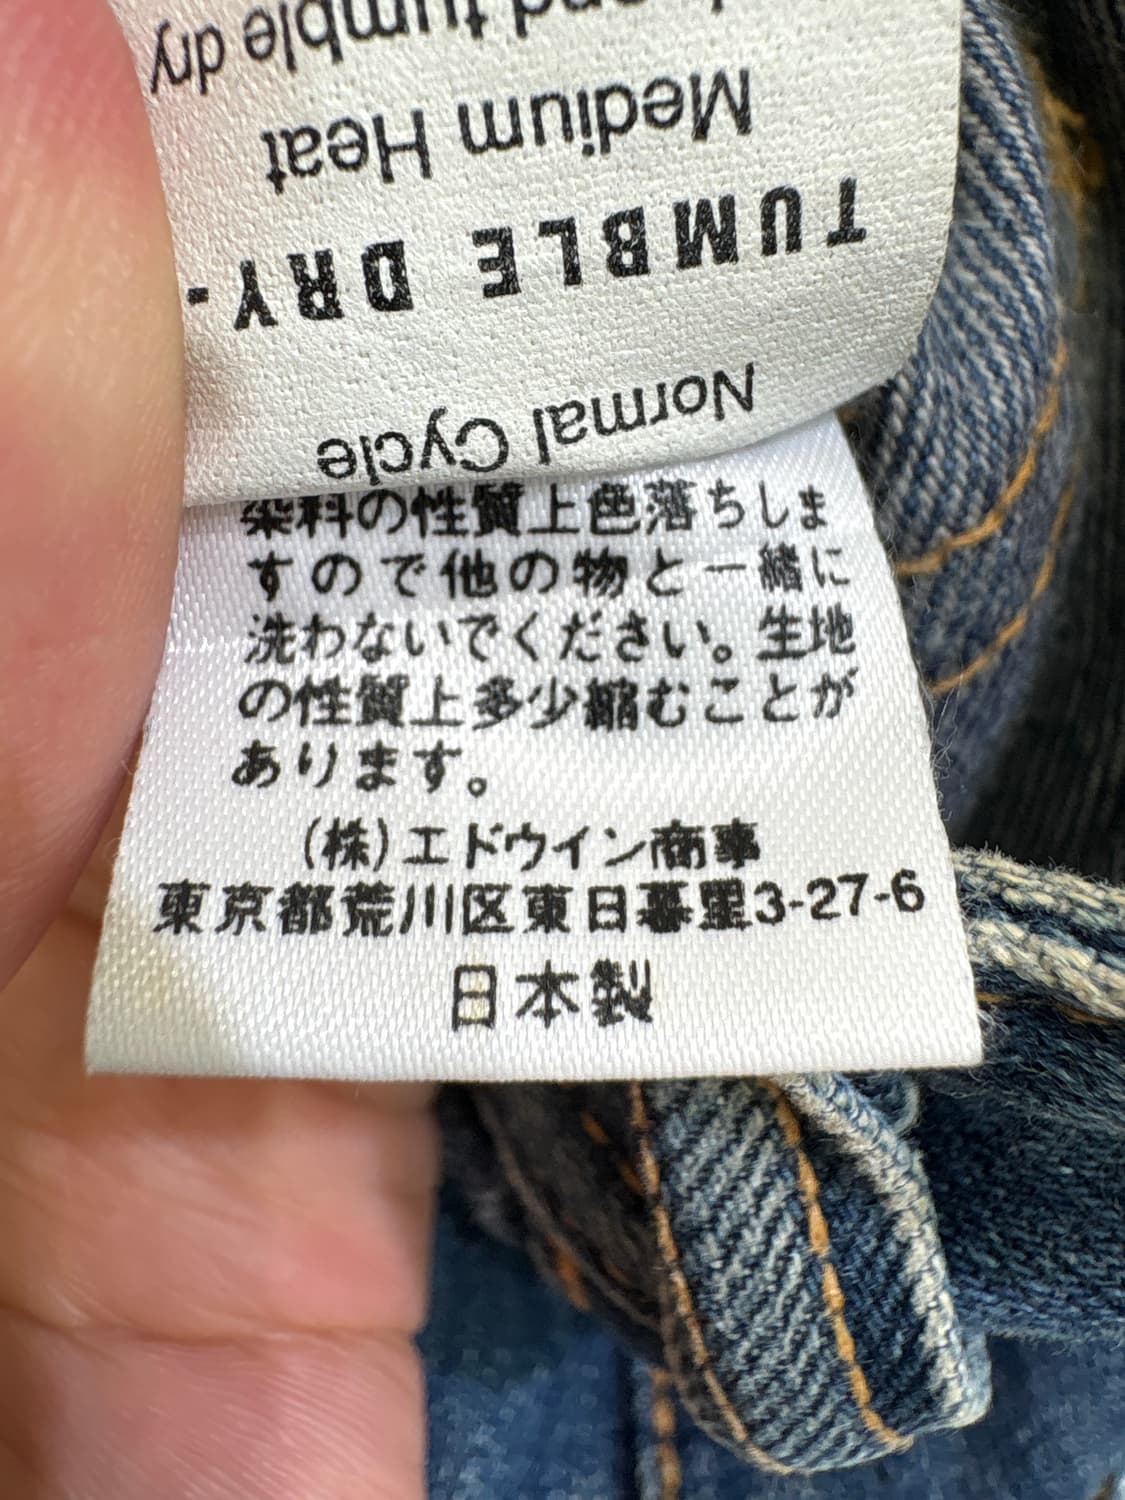 and tumble dry
Medium Heat
TUMBLE DRY-
Normal Cycle
染料の性質上色落ちしま
すので他の物と一緒に
洗わないでください。生地
の性質上多少縮むことが
あります。
(株)エドウイン商事
東京都荒川区東日暮里3-27-6
日本製